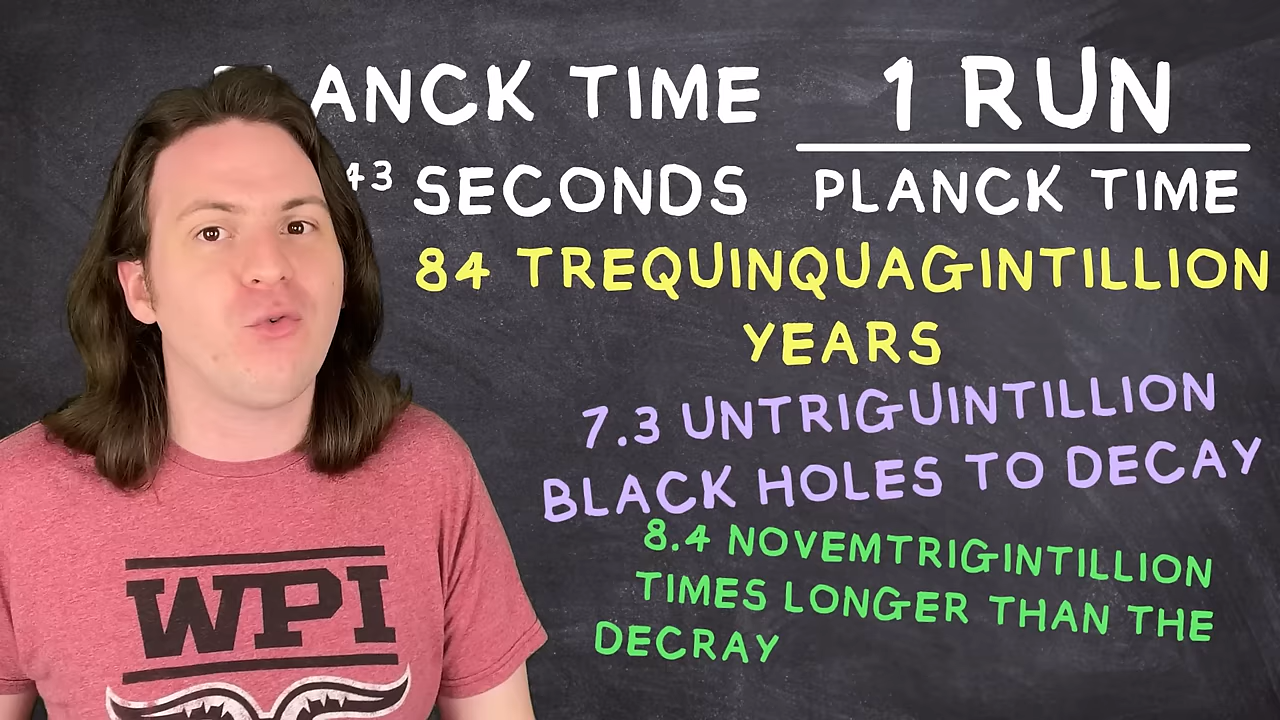 ANCK TIME
1 RUN
43 SECONDS
PLANCK TIME
84 TREQUINQUAGINTILLION
YEARS
7.3 UNTRIGUINTILLION
BLACK HOLES TO DECAY
8.4 NOVEMTRIGINTILLION
TIMES LONGER THAN THE
DECRAY
WPI